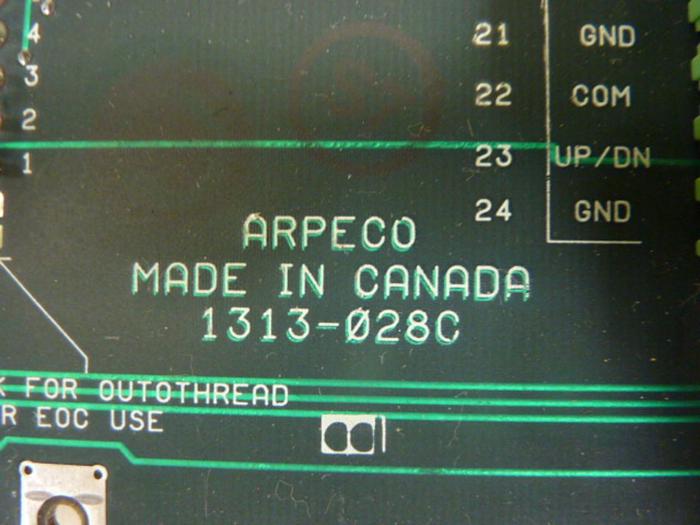 4
3
2
1
21 GND
22 COM
23 UP/DN
24 GND
ARPECO
MADE IN CANADA
1313-Ø28C
FOR OUTOTHREAD
R EOC USE